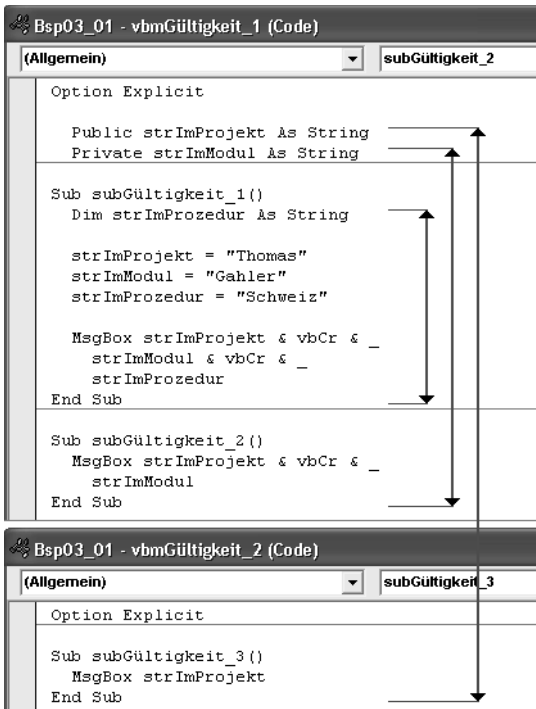 Bsp03_01 - vbmGültigkeit_1 (Code)
(Allgemein) subGültigkeit_2
Option Explicit
Public strImProjekt As String
Private strImModul As String
Sub subGültigkeit_1()
Dim strImProzedur As String
strImProjekt = "Thomas"
strImModul = "Gahler"
strImProzedur = "Schweiz"
MsgBox strImProjekt & vbCr & _
strImModul & vbCr & _
strImProzedur
End Sub
Sub subGültigkeit_2()
MsgBox strImProjekt & vbCr & _
strImModul
End Sub
Bsp03_01 - vbmGültigkeit_2 (Code)
(Allgemein) subGültigkeit_3
Option Explicit
Sub subGültigkeit_3()
MsgBox strImProjekt
End Sub